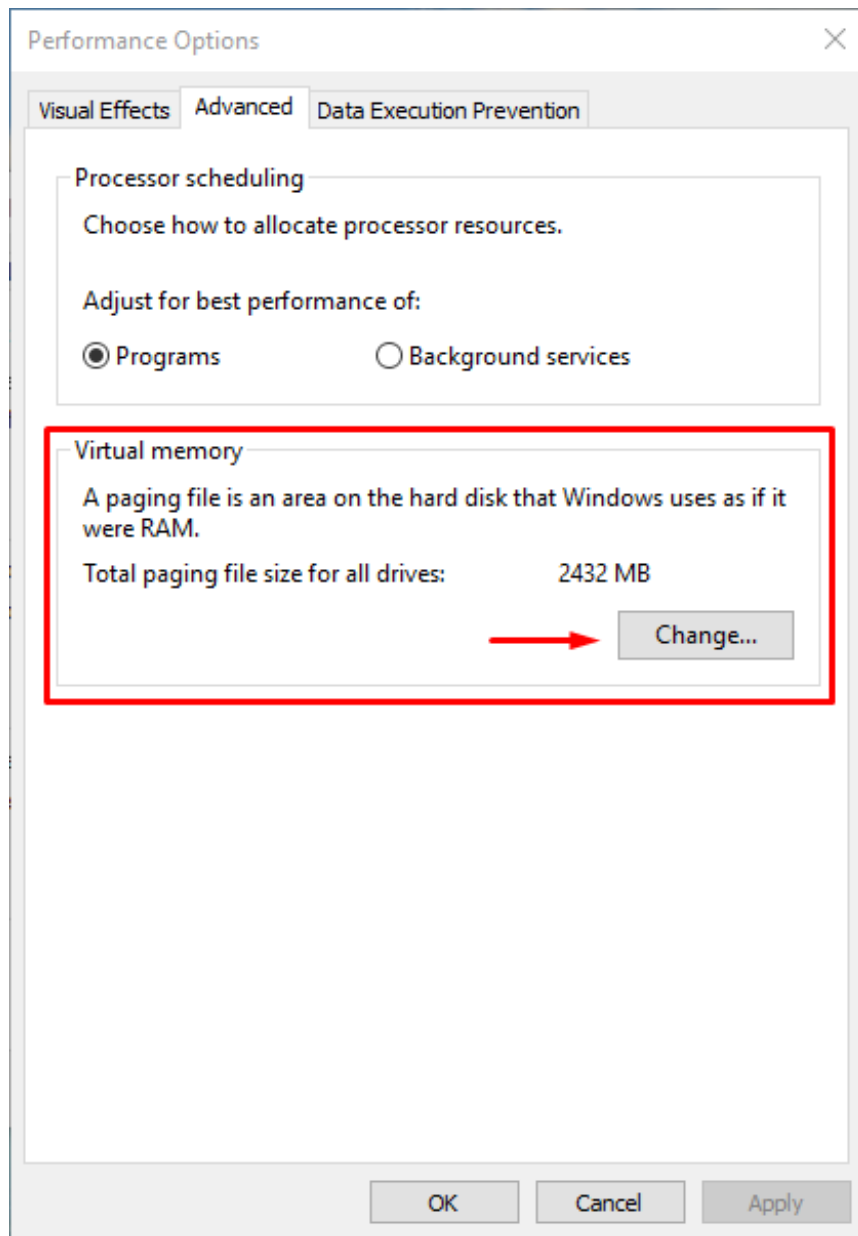 Performance Options
Visual Effects
Advanced
Data Execution Prevention
Processor scheduling
Choose how to allocate processor resources.
Adjust for best performance of:
Programs
Background services
Virtual memory
A paging file is an area on the hard disk that Windows uses as if it
were RAM.
Total paging file size for all drives: 2432 MB
Change...
OK
Cancel
Apply